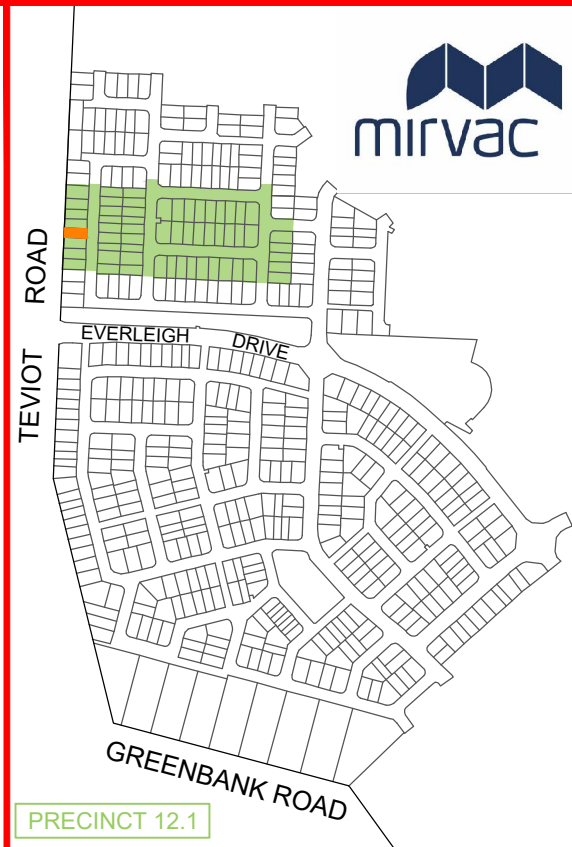 mirvac
TEVIOT ROAD
EVERLEIGH DRIVE
GREENBANK ROAD
PRECINCT 12.1